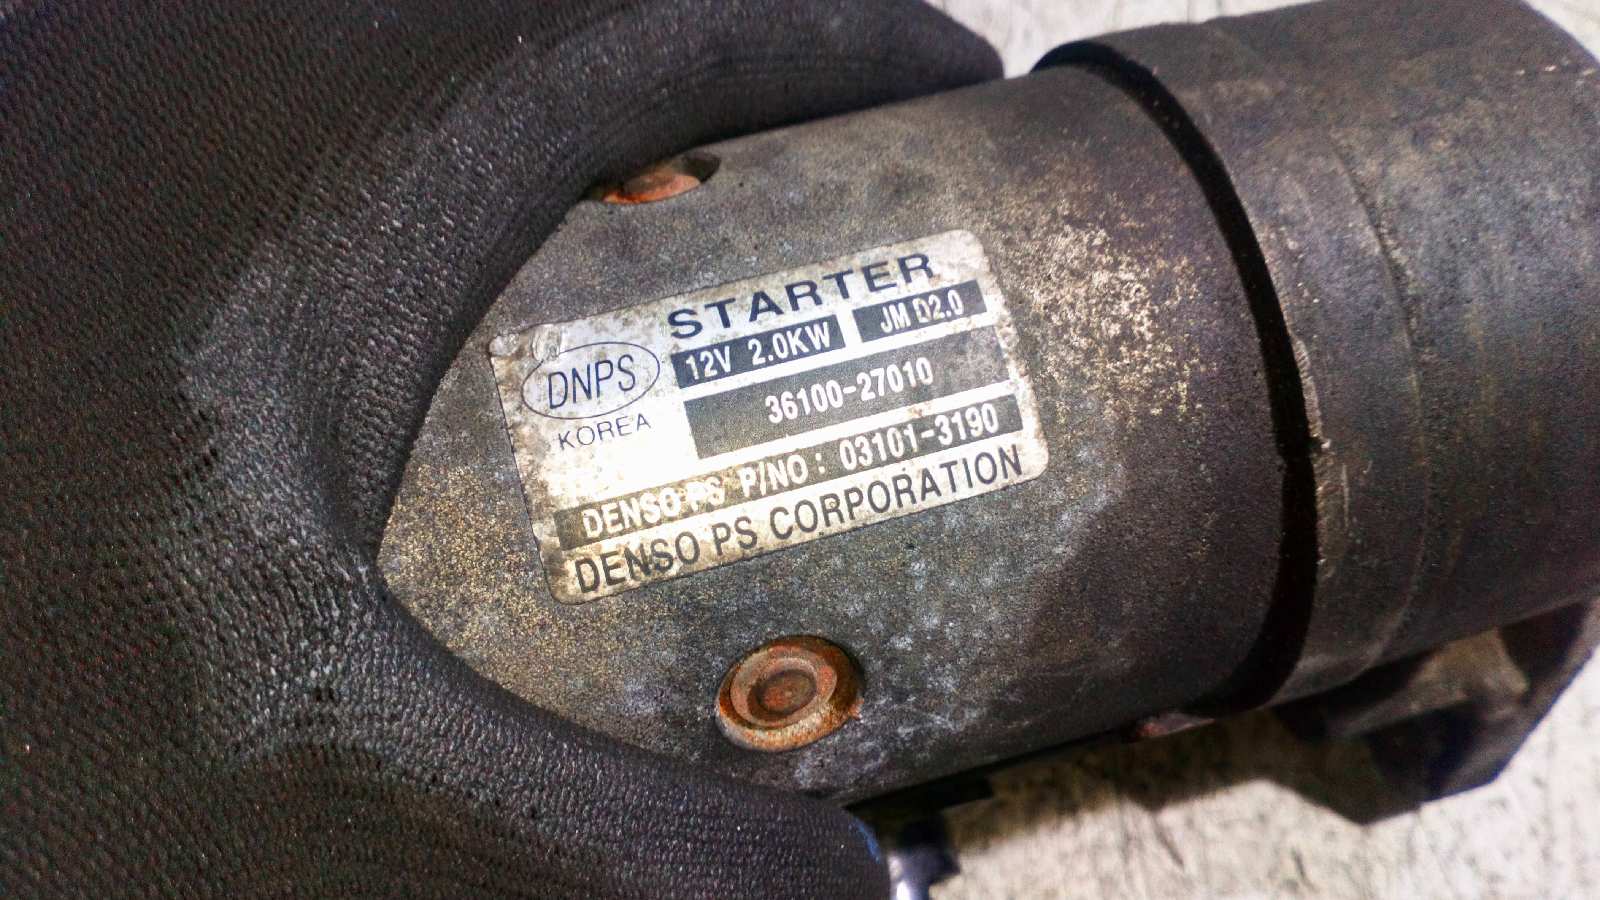 STARTER
12V 2.0KW JM D2.0
DNPS
36100-27010
KOREA
DENSO PS P/NO : 03101-3190
DENSO PS CORPORATION